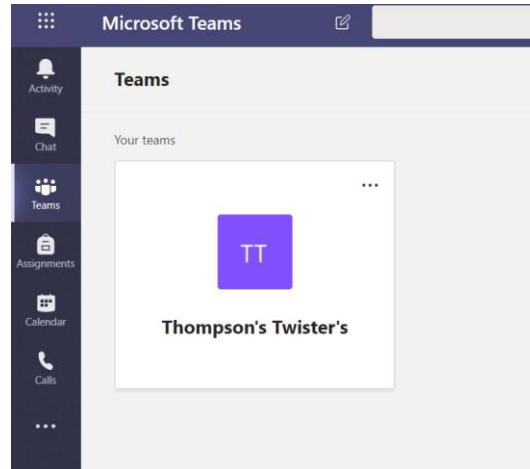 Microsoft Teams
Activity
Teams
Chat
Your teams
Teams
TT
Assignments
Thompson's Twister's
Calendar
Calls